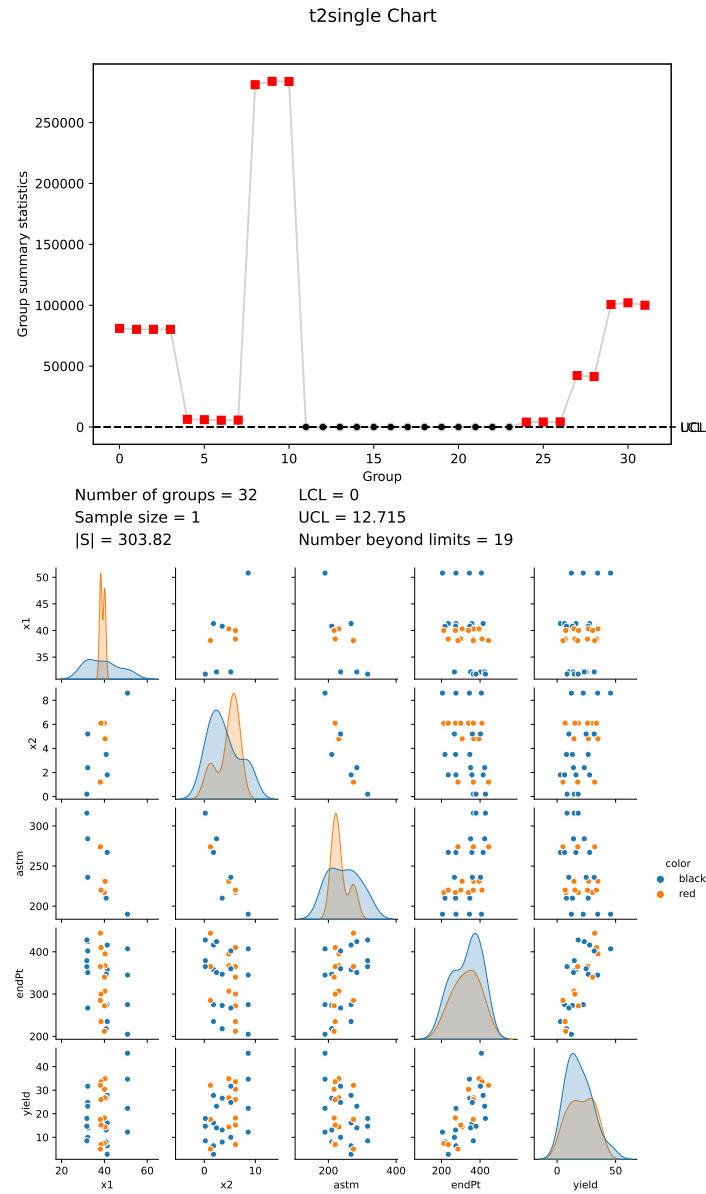 t2single Chart
Group summary statistics
250000
200000
150000
100000
50000
0
0 5 10 15 20 25 30
Group
UCL
Number of groups = 32 LCL = 0
Sample size = 1 UCL = 12.715
|S| = 303.82 Number beyond limits = 19
x1
50
45
40
35
x2
8
6
4
2
0
astm
300
250
200
color
black
red
endPt
400
300
200
yield
40
30
20
10
20 40 60 0 10 200 400 200 400 0 50
x1 x2 astm endPt yield